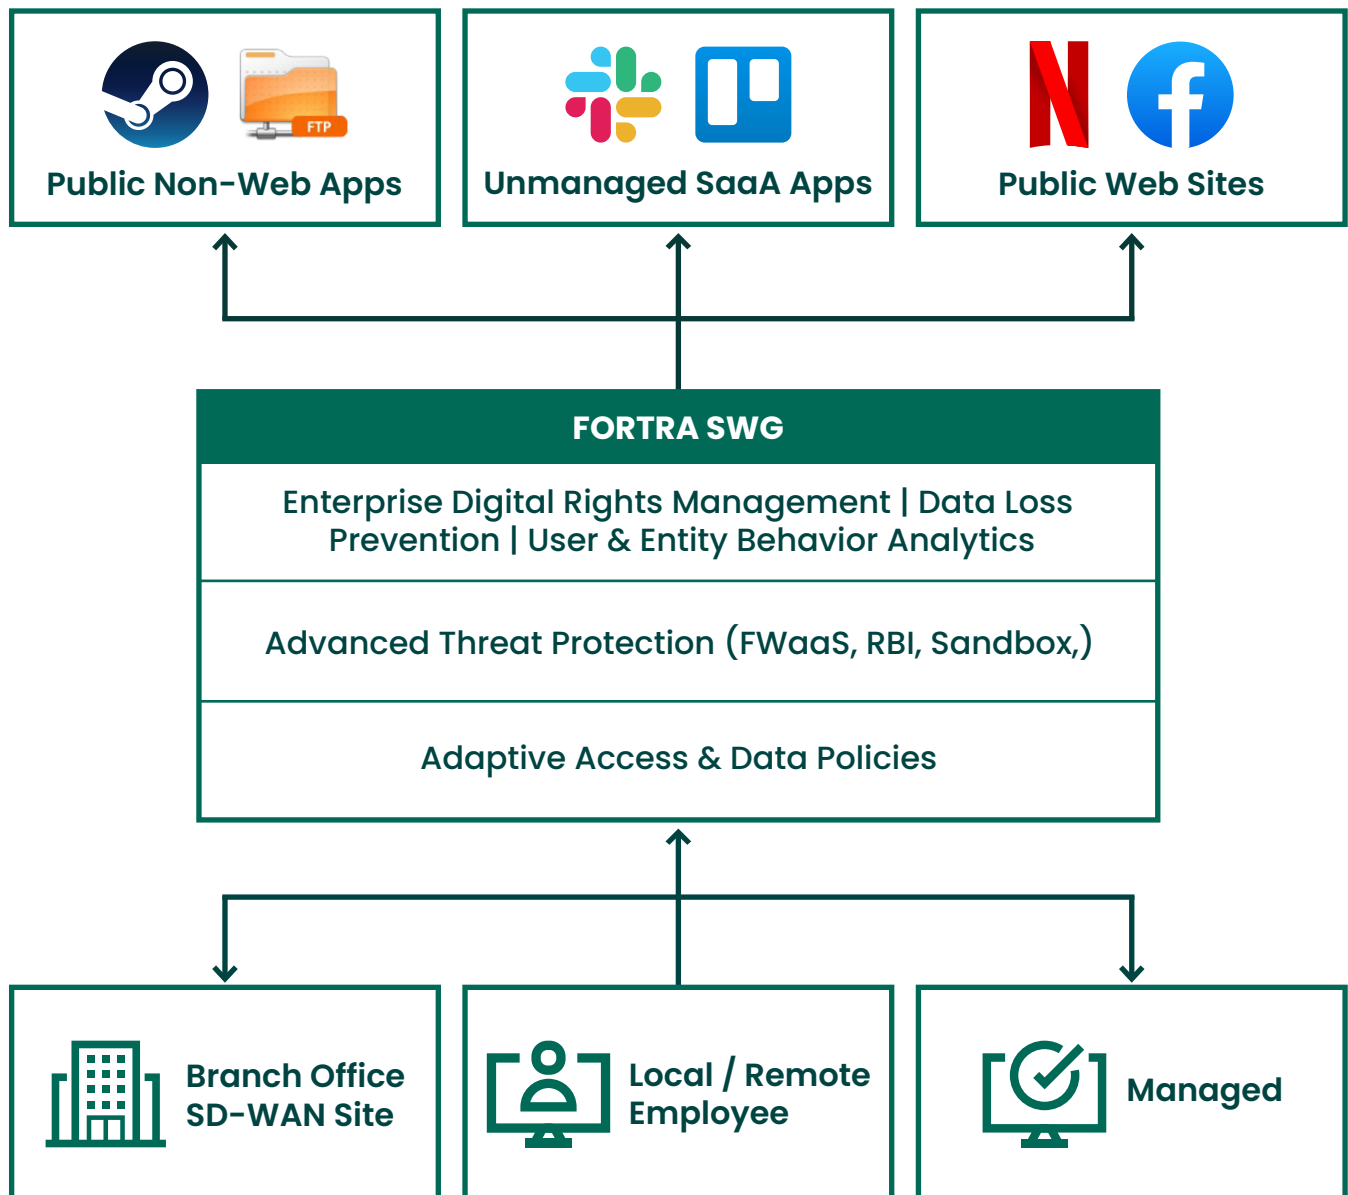 FTP
Public Non-Web Apps
Unmanaged SaaA Apps
Public Web Sites
FORTRA SWG
Enterprise Digital Rights Management | Data Loss
Prevention | User & Entity Behavior Analytics
Advanced Threat Protection (FWaaS, RBI, Sandbox,)
Adaptive Access & Data Policies
Branch Office
SD-WAN Site
Local / Remote
Employee
Managed